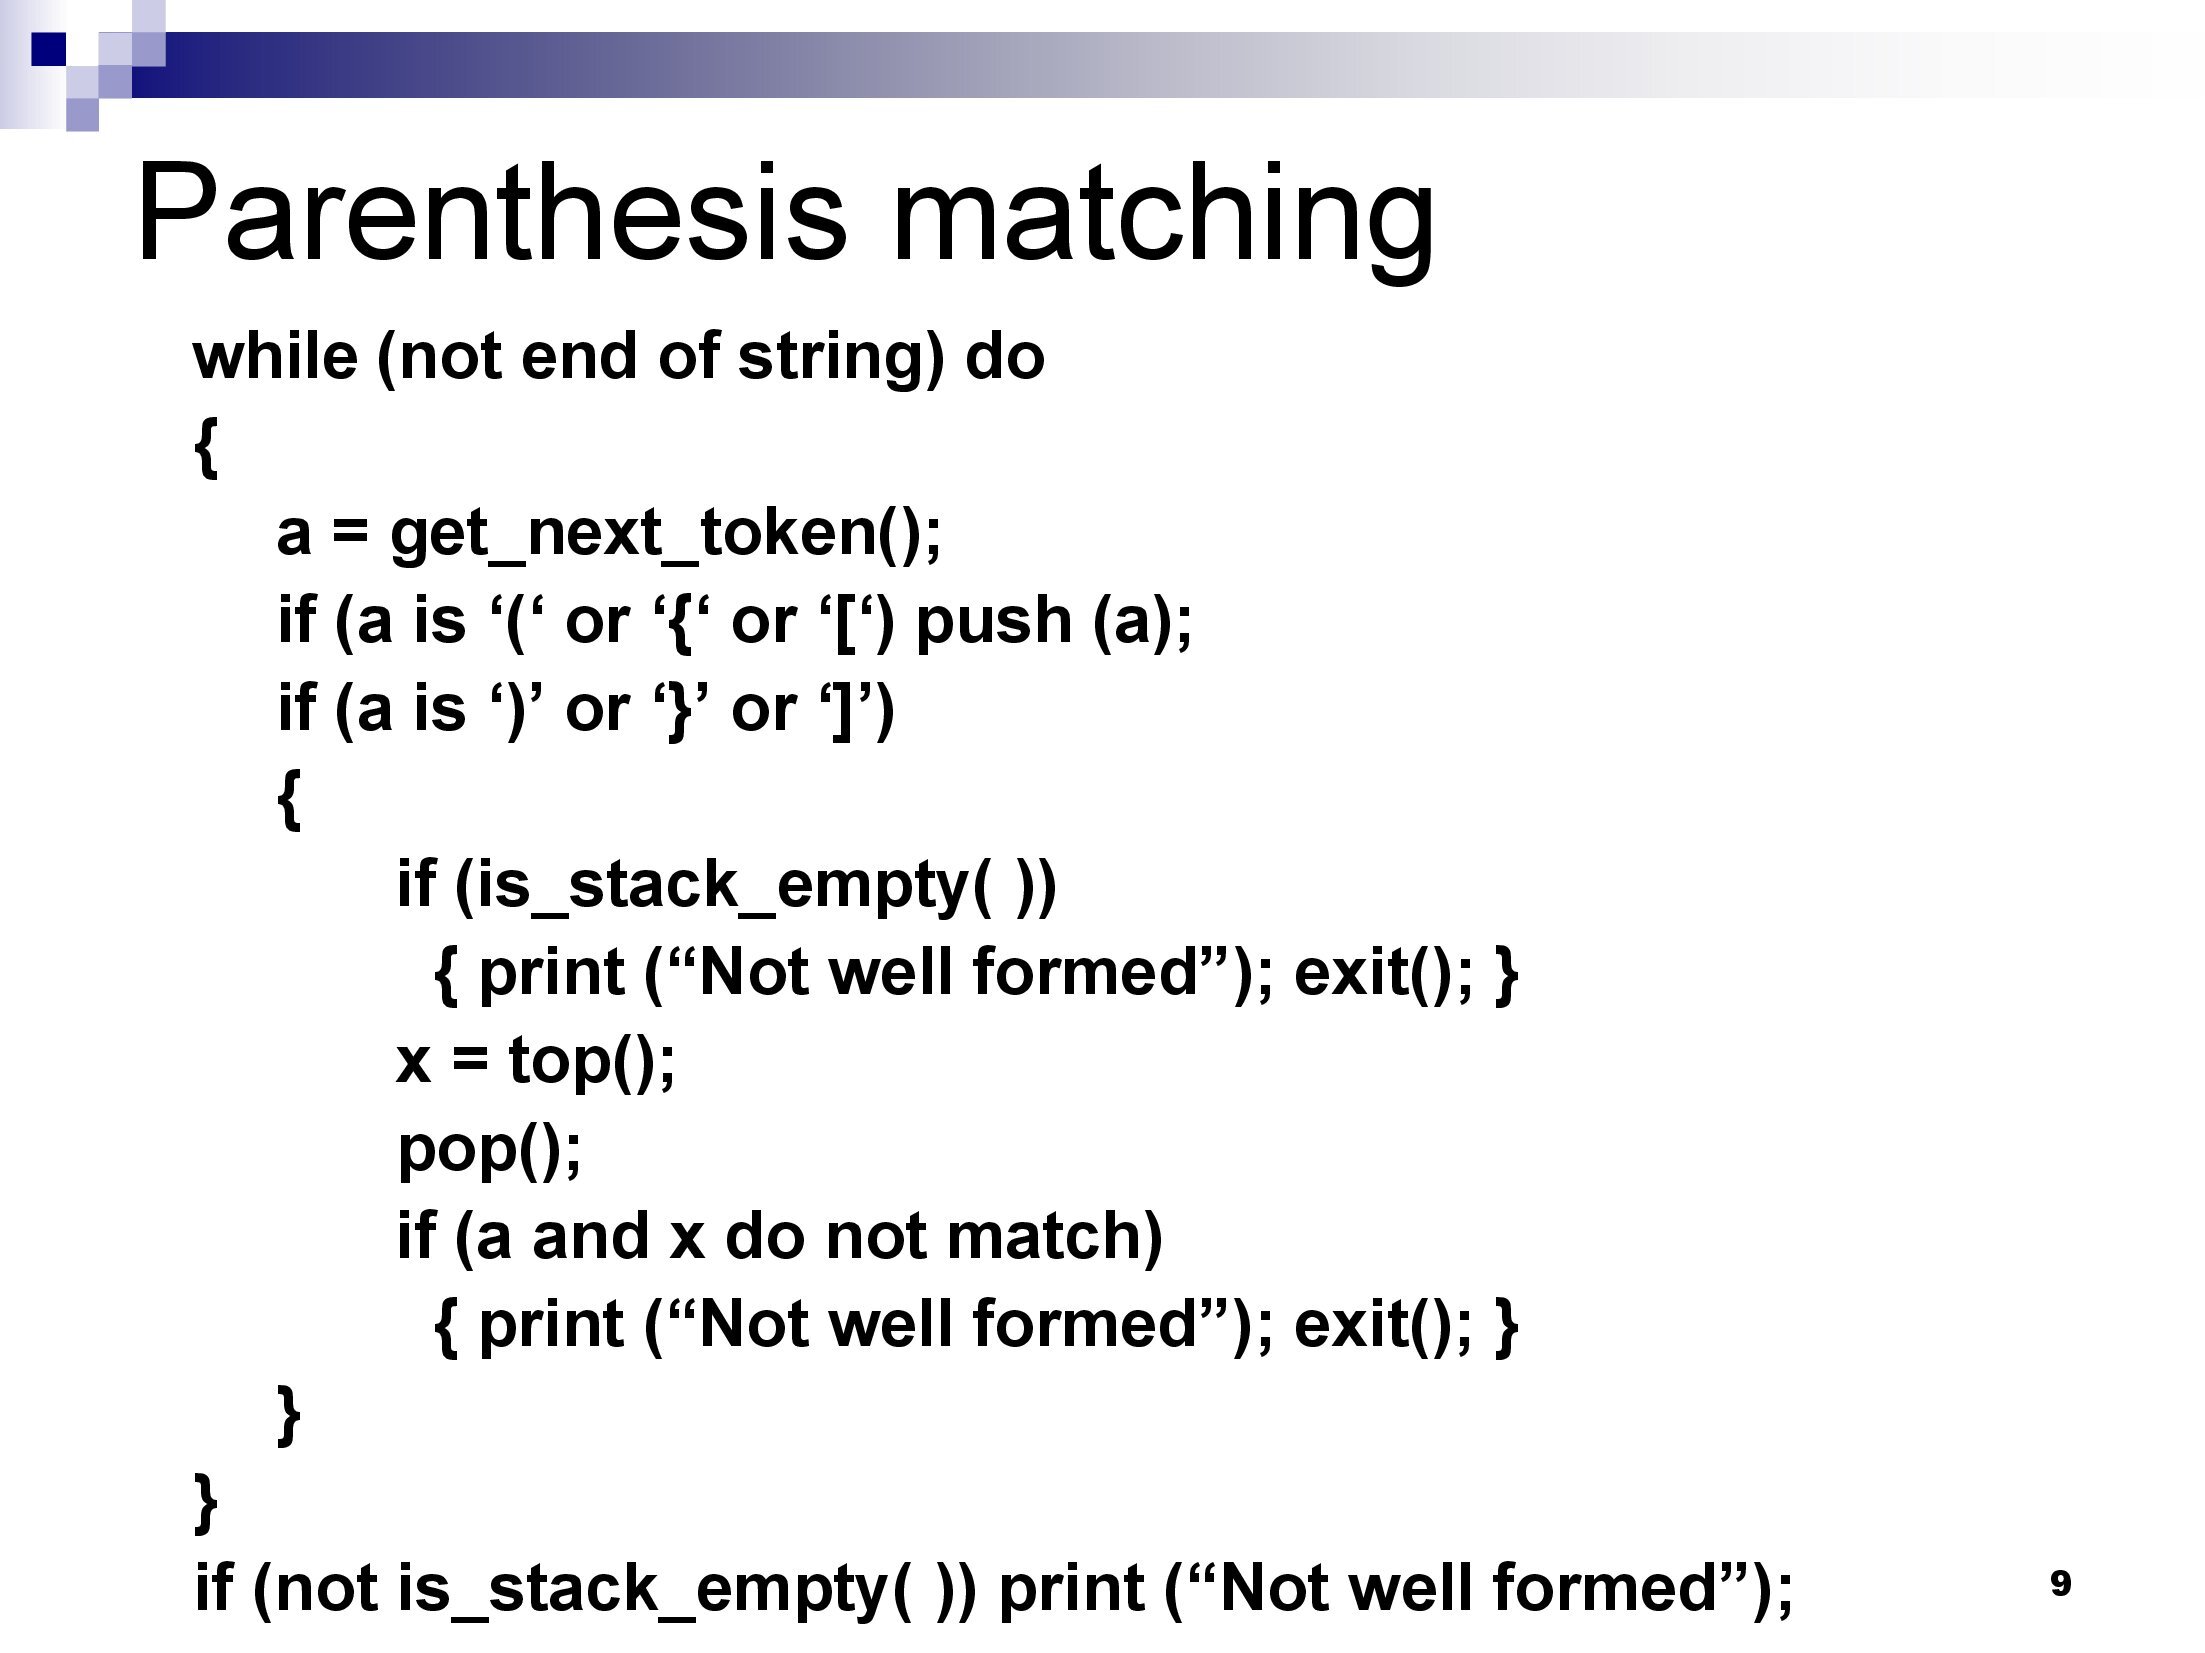 Parenthesis matching
while (not end of string) do
{
a = get_next_token();
if (a is ‘(‘ or ‘{‘ or ‘[‘) push (a);
if (a is ‘)’ or ‘}’ or ‘]’)
{
if (is_stack_empty( ))
{ print (“Not well formed”); exit(); }
x = top();
pop();
if (a and x do not match)
{ print (“Not well formed”); exit(); }
}
}
if (not is_stack_empty( )) print (“Not well formed”);
9